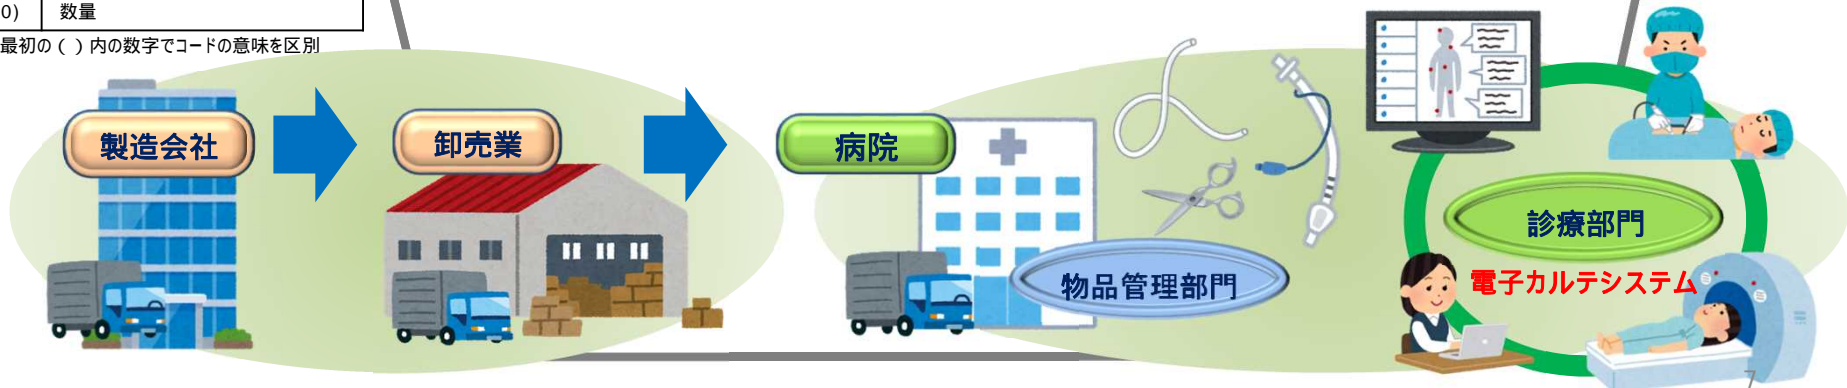 0) 数量
最初の（ ）内の数字でコードの意味を区別
製造会社
卸売業
病院
物品管理部門
診療部門
電子カルテシステム
7